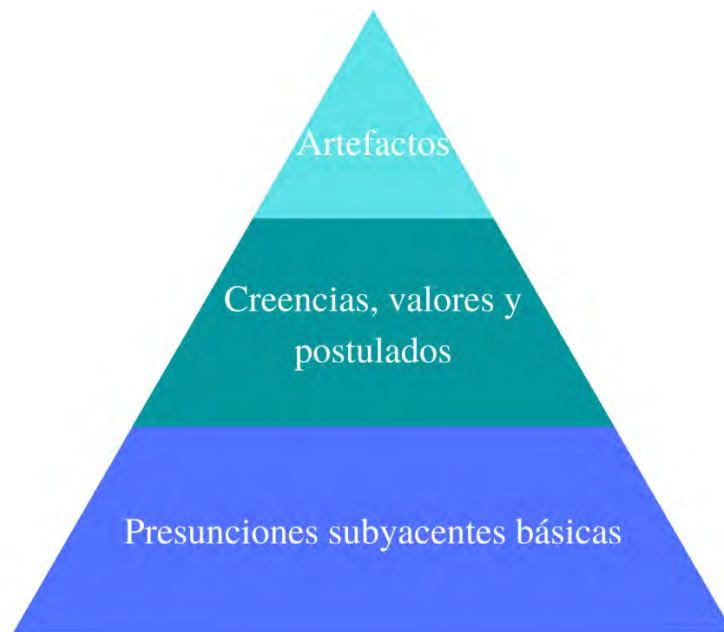 Artefactos
Creencias, valores y
postulados
Presunciones subyacentes básicas